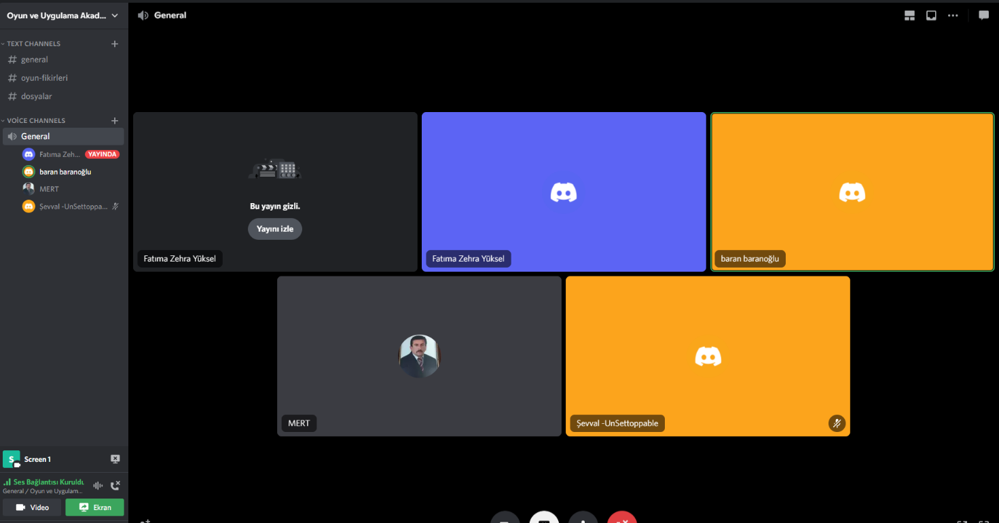 Oyun ve Uygulama Akad...
General
TEXT CHANNELS
general
oyun-fikirleri
dosyalar
VOİCE CHANNELS
General
Fatıma Zeh... YAYINDA
baran baranoğlu
MERT
Şevval -UnSettoppa...
Bu yayın gizli.
Yayını izle
Fatıma Zehra Yüksel
Fatıma Zehra Yüksel
baran baranoğlu
MERT
Şevval -UnSettoppable
S Screen 1
Ses Bağlantısı Kuruldu
General / Oyun ve Uygulam...
Video Ekran